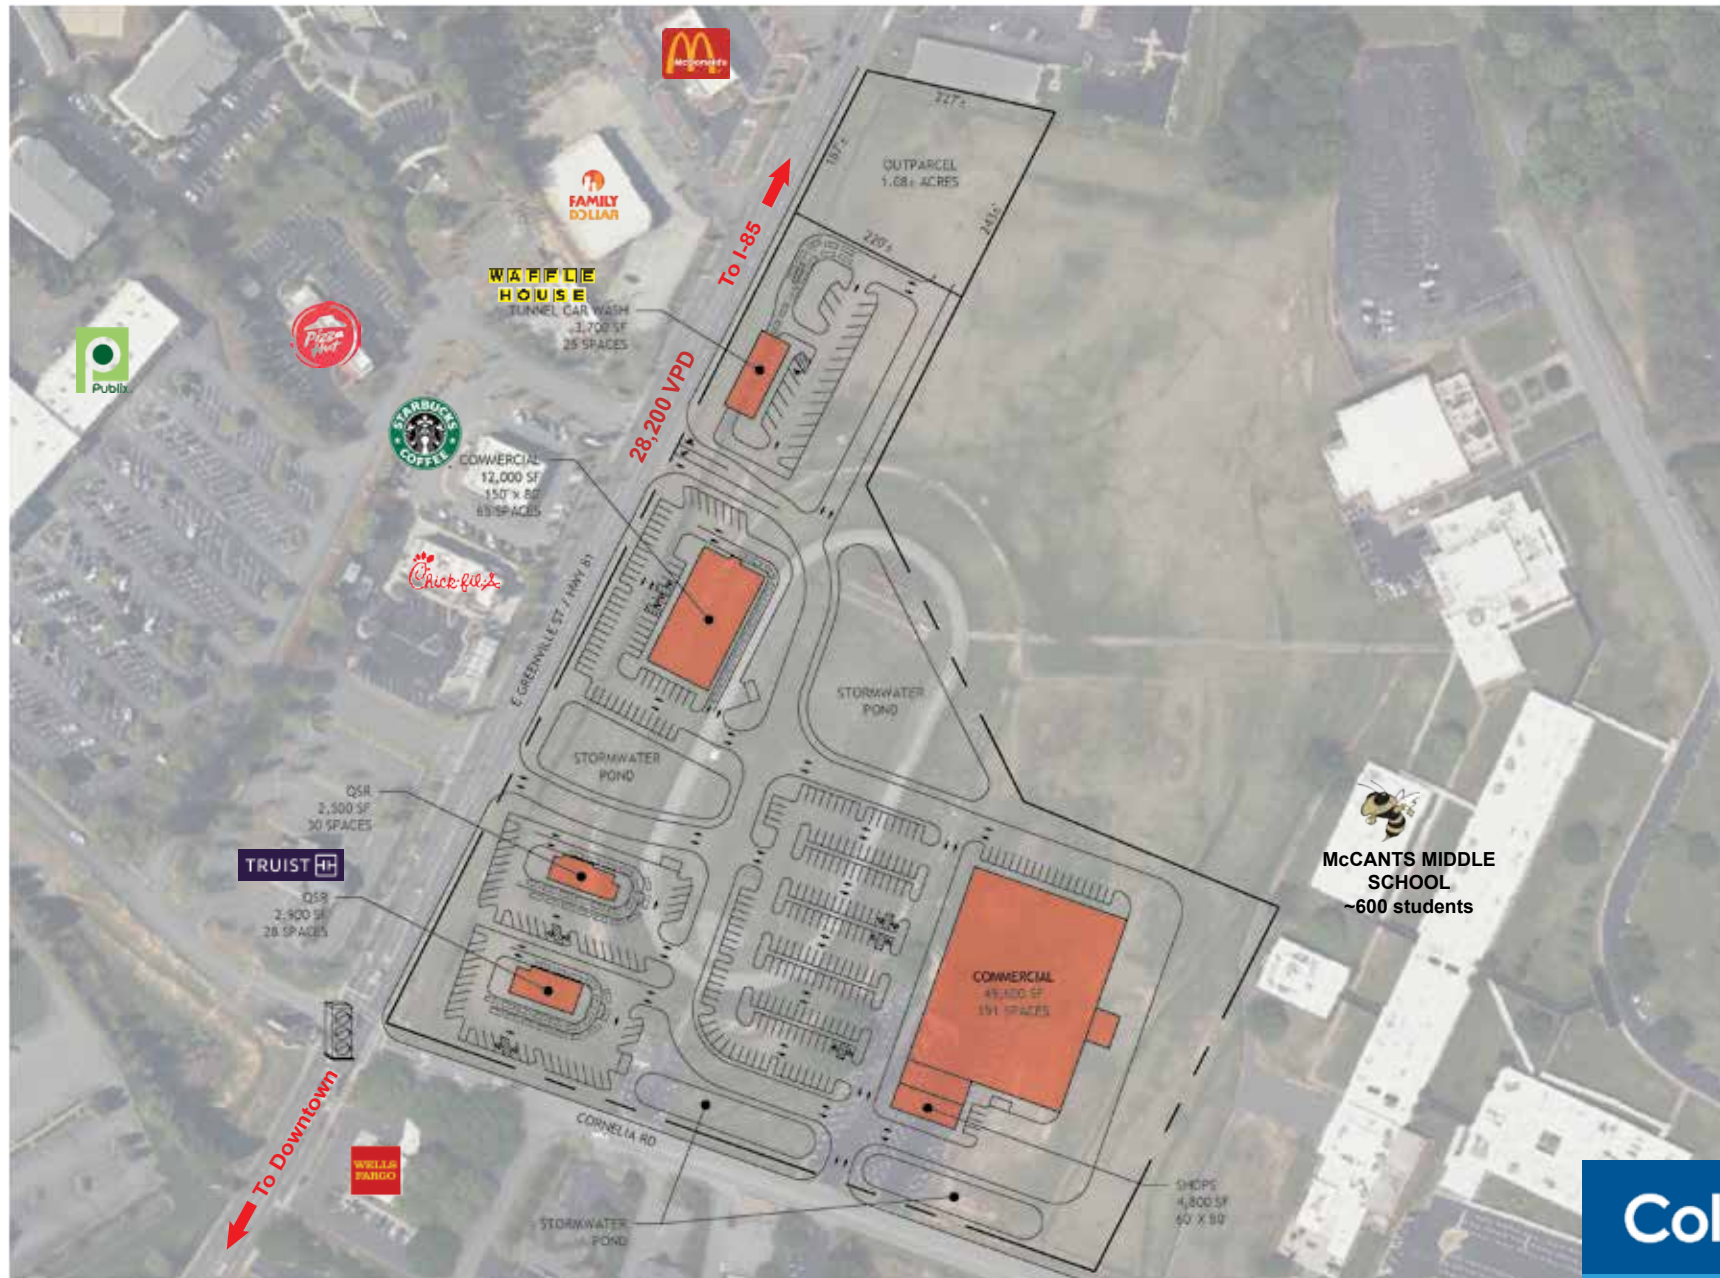 McDonald's
227'±
187'±
OUTPARCEL
1.08± ACRES
243±'
220'±
To I-85
FAMILY
DOLLAR
WAFFLE
HOUSE
TUNNEL CAR WASH
3,700 SF
25 SPACES
Pizza
Hut
Publix
28,200 VPD
STARBUCKS
COFFEE
COMMERCIAL
12,000 SF
150' x 80'
65 SPACES
Chick-fil-A
E GREENVILLE ST / HWY 81
STORMWATER
POND
STORMWATER
POND
QSR
2,500 SF
30 SPACES
TRUIST
QSR
2,900 SF
28 SPACES
McCANTS MIDDLE
SCHOOL
~600 students
COMMERCIAL
SF
191 SPACES
To Downtown
CORNELIA RD
WELLS
FARGO
STORMWATER
POND
SHOPS
4,800 SF
60' X 80'
Col